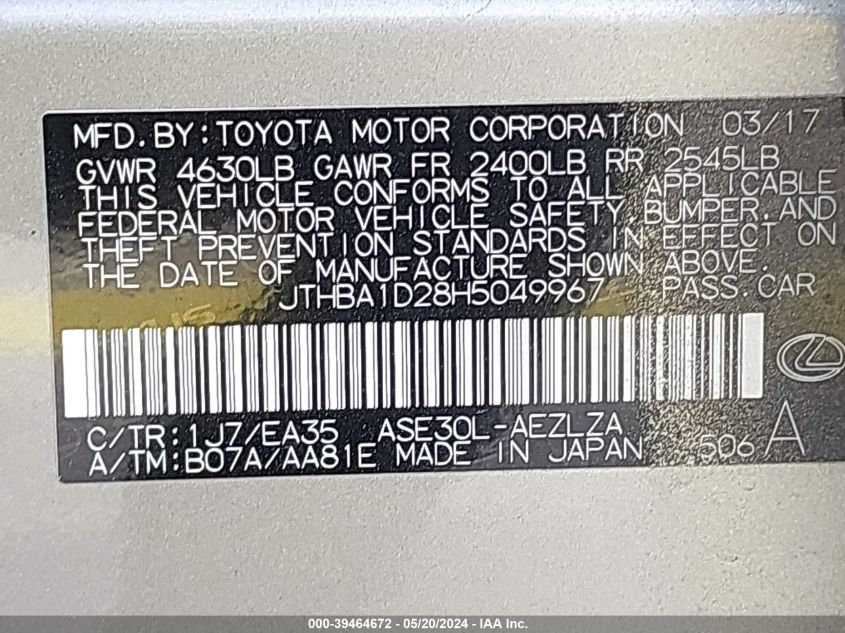 MFD.BY:TOYOTA MOTOR CORPORATION 03/17
GVWR 4630LB GAWR FR 2400LB RR 2545LB
THIS VEHICLE CONFORMS TO ALL APPLICABLE
FEDERAL MOTOR VEHICLE SAFETY,BUMPER,AND
THEFT PREVENTION STANDARDS IN EFFECT ON
THE DATE OF MANUFACTURE SHOWN ABOVE.
JTHBA1D28H5049967 PASS.CAR
C/TR:1J7/EA35 ASE30L-AEZLZA
A/TM:B07A/AA81E MADE IN JAPAN 506 A
000-39464672 - 05/20/2024 - IAA Inc.